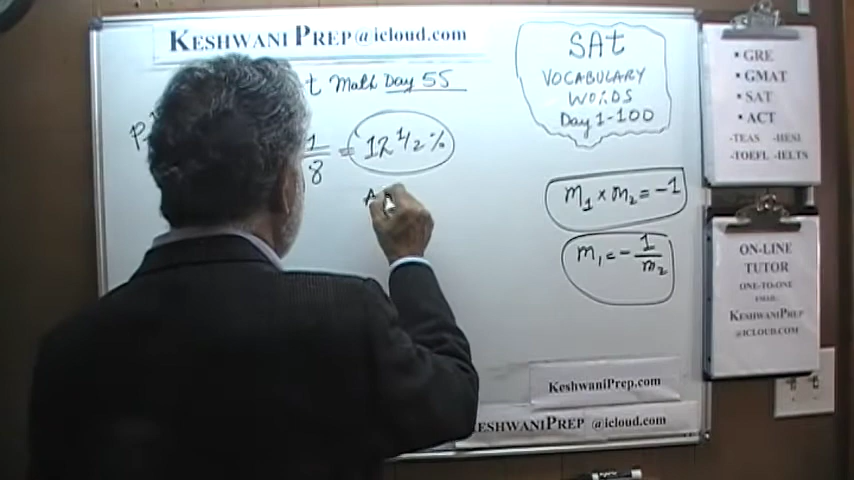 KESHWANI PREP@icloud.com
t Math Day 55
1/8 = 12 1/2 %
A
SAt
VOCABULARY
WORDS
Day 1-100
m₁ × m₂ = -1
m₁ = - 1/m₂
• GRE
• GMAT
• SAT
• ACT
-TEAS -HESI
-TOEFL -IELTS
ON-LINE
TUTOR
ONE-TO-ONE
EMAIL:
KESHWANIPREP
@ICLOUD.COM
KeshwaniPrep.com
ESHWANIPREP @icloud.com